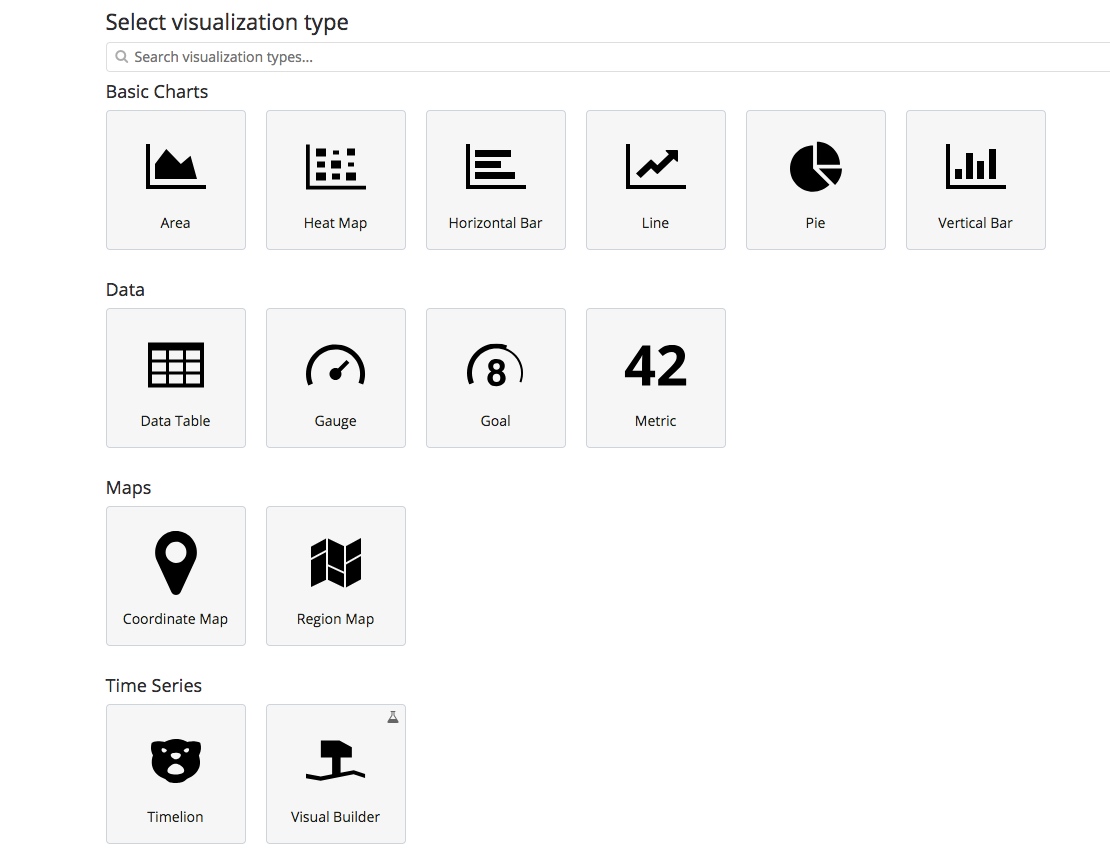 Select visualization type
Search visualization types...
Basic Charts
Area Heat Map Horizontal Bar Line Pie Vertical Bar
Data
8 42
Data Table Gauge Goal Metric
Maps
Coordinate Map Region Map
Time Series
Timelion Visual Builder